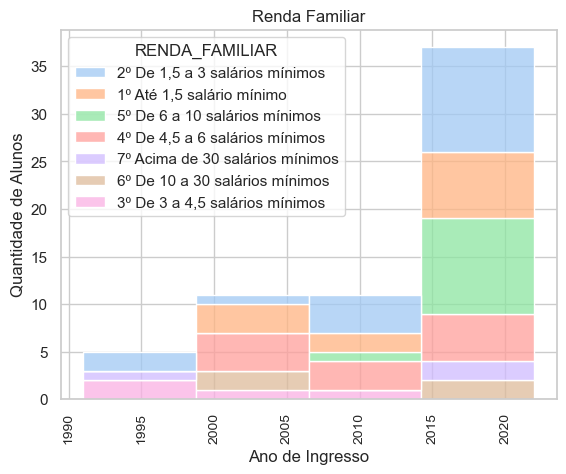 Renda Familiar
RENDA_FAMILIAR
2º De 1,5 a 3 salários mínimos
1º Até 1,5 salário mínimo
5º De 6 a 10 salários mínimos
4º De 4,5 a 6 salários mínimos
7º Acima de 30 salários mínimos
6º De 10 a 30 salários mínimos
3º De 3 a 4,5 salários mínimos
Quantidade de Alunos
35
30
25
20
15
10
5
0
1990
1995
2000
2005
2010
2015
2020
Ano de Ingresso